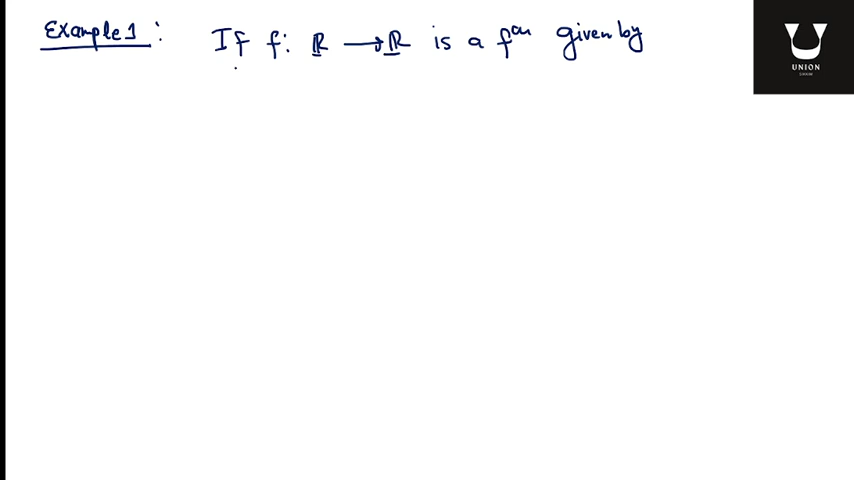 Example 1 : If f: ℝ → ℝ is a fⁿ given by
UNION